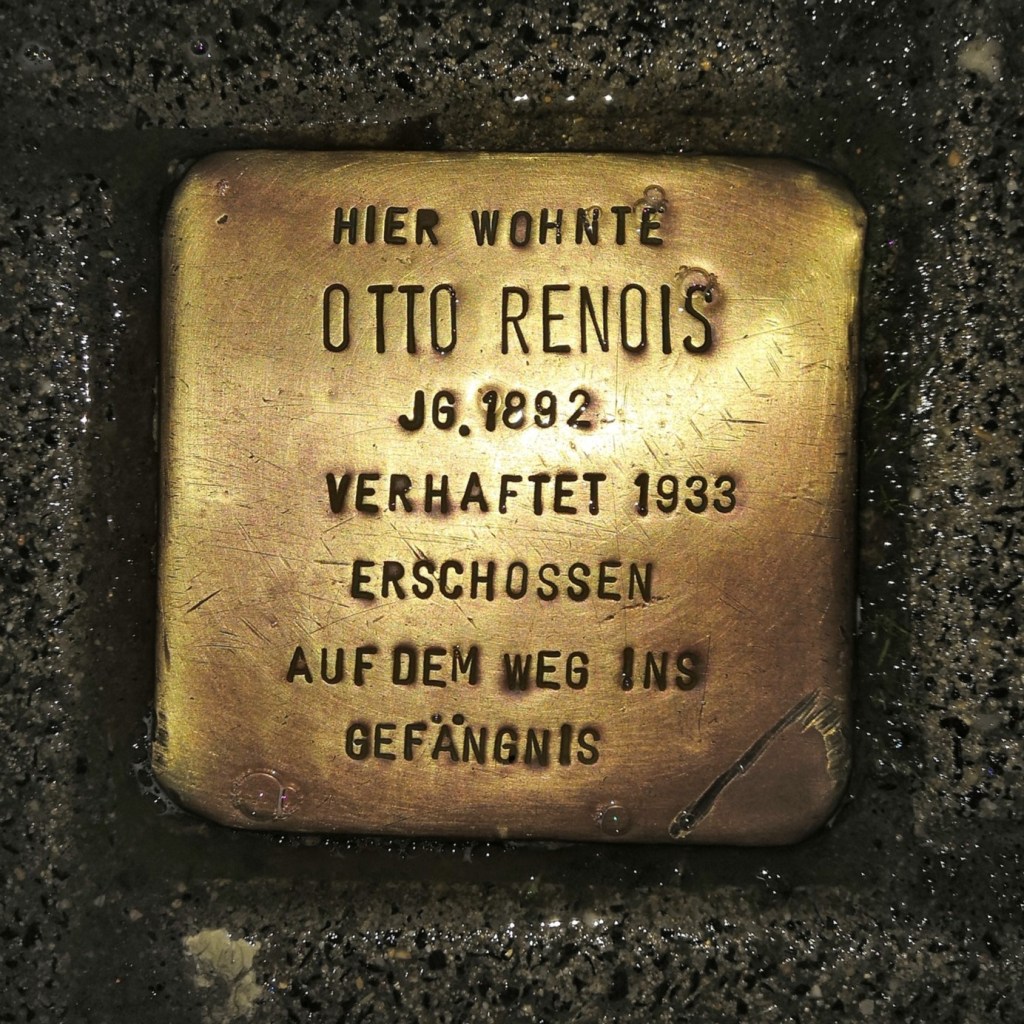 HIER WOHNTE
OTTO RENOIS
JG. 1892
VERHAFTET 1933
ERSCHOSSEN
AUF DEM WEG INS
GEFÄNGNIS